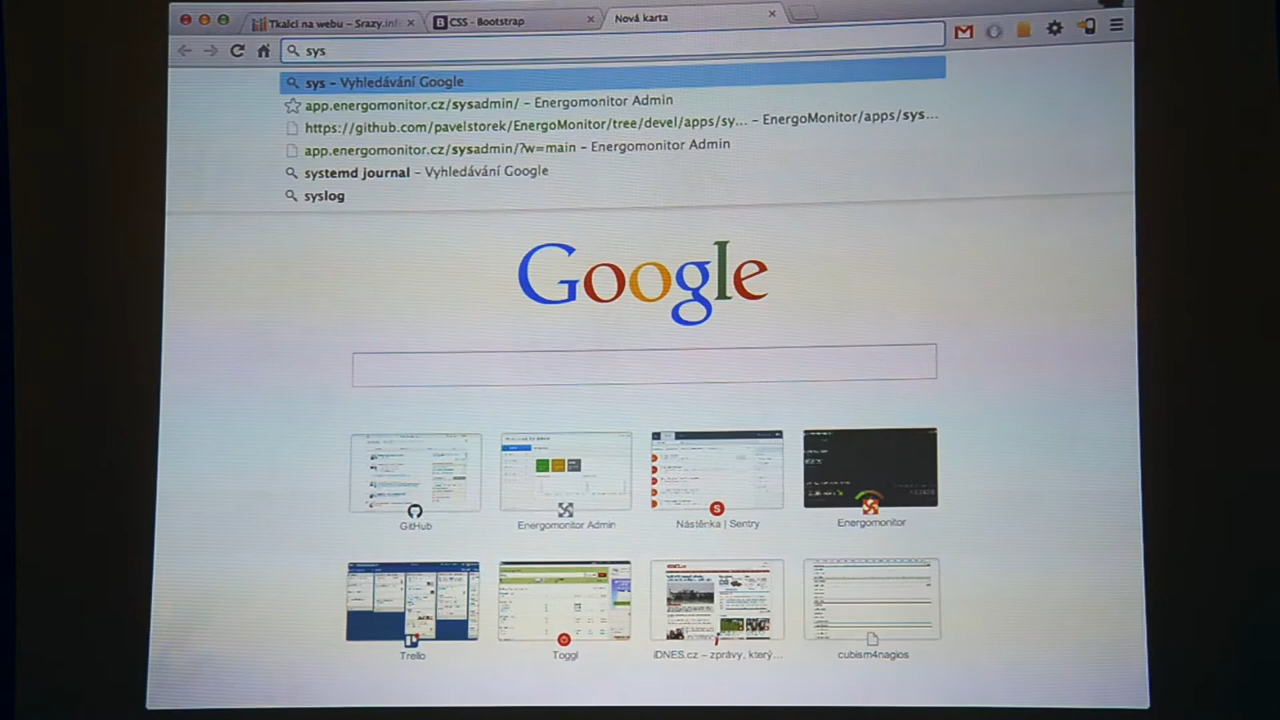 Tkalci na webu – Srazy.inf
CSS - Bootstrap
Nová karta
sys
sys – Vyhledávání Google
app.energomonitor.cz/sysadmin/ – Energomonitor Admin
https://github.com/pavelstorek/EnergoMonitor/tree/devel/apps/sy... – EnergoMonitor/apps/sys...
app.energomonitor.cz/sysadmin/?w=main – Energomonitor Admin
systemd journal – Vyhledávání Google
syslog
Google
GitHub
Energomonitor Admin
Nástěnka | Sentry
Energomonitor
Trello
Toggl
iDNES.cz – zprávy, který...
cubism4nagios